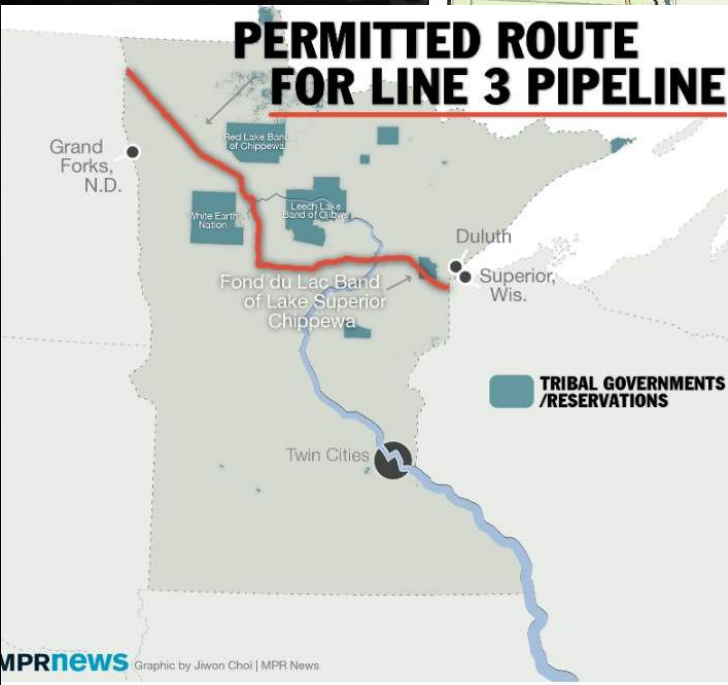 PERMITTED ROUTE
FOR LINE 3 PIPELINE
Grand
Forks,
N.D.
Red Lake Band
of Chippewa
White Earth
Nation
Leech Lake
Band of Ojibwe
Duluth
Superior,
Wis.
Fond du Lac Band
of Lake Superior
Chippewa
TRIBAL GOVERNMENTS
/RESERVATIONS
Twin Cities
MPRnews Graphic by Jiwon Choi | MPR News